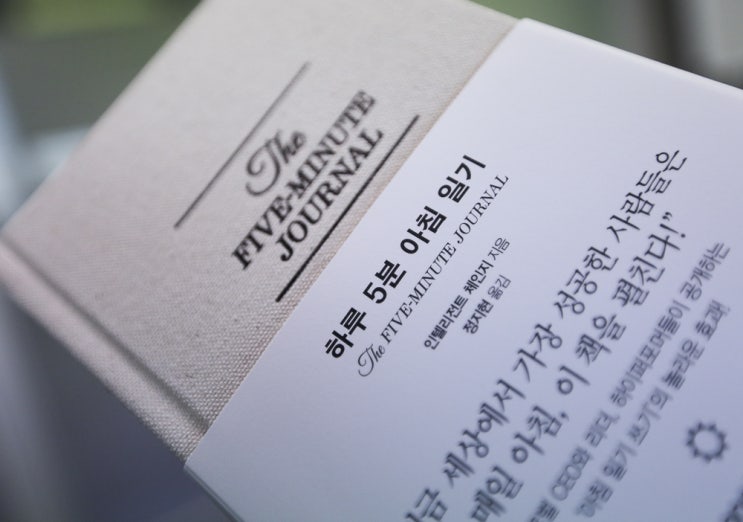 The
FIVE-MINUTE
JOURNAL
하루 5분 아침 일기
The FIVE-MINUTE JOURNAL
인텔리전트 체인지 지음
정지현 옮김
지금 세상에서 가장 성공한 사람들은
매일 아침, 이 책을 펼친다!”
CEO와 리더, 하이퍼포머들이 공개하는
‘아침 일기 쓰기’의 놀라운 효과!